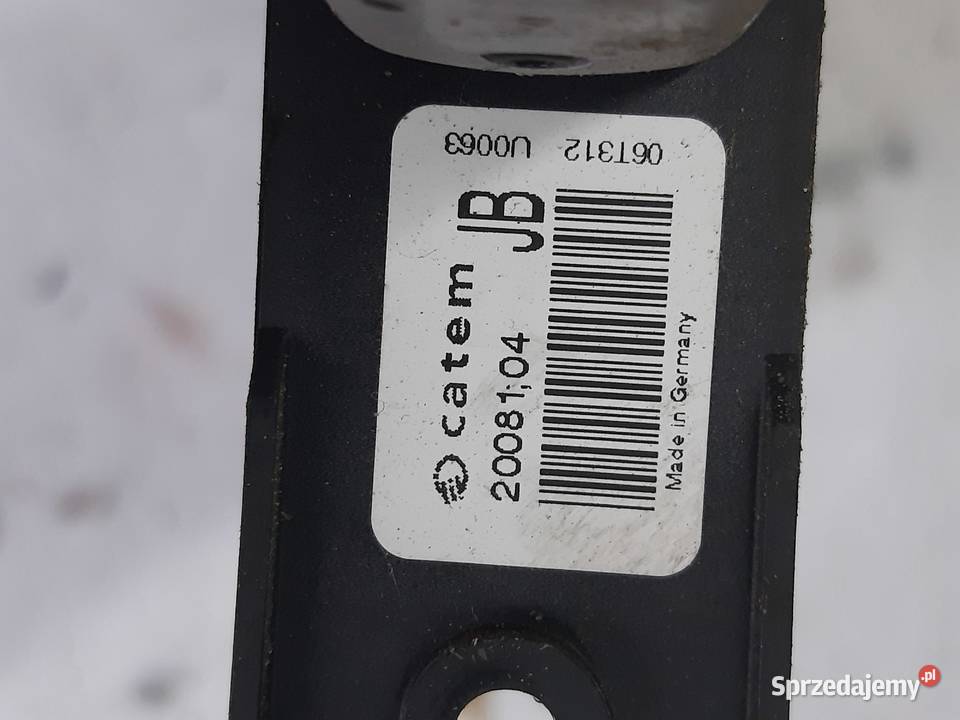 catem
20081;04 JB
Made in Germany
06T312 U0063
Sprzedajemy.pl